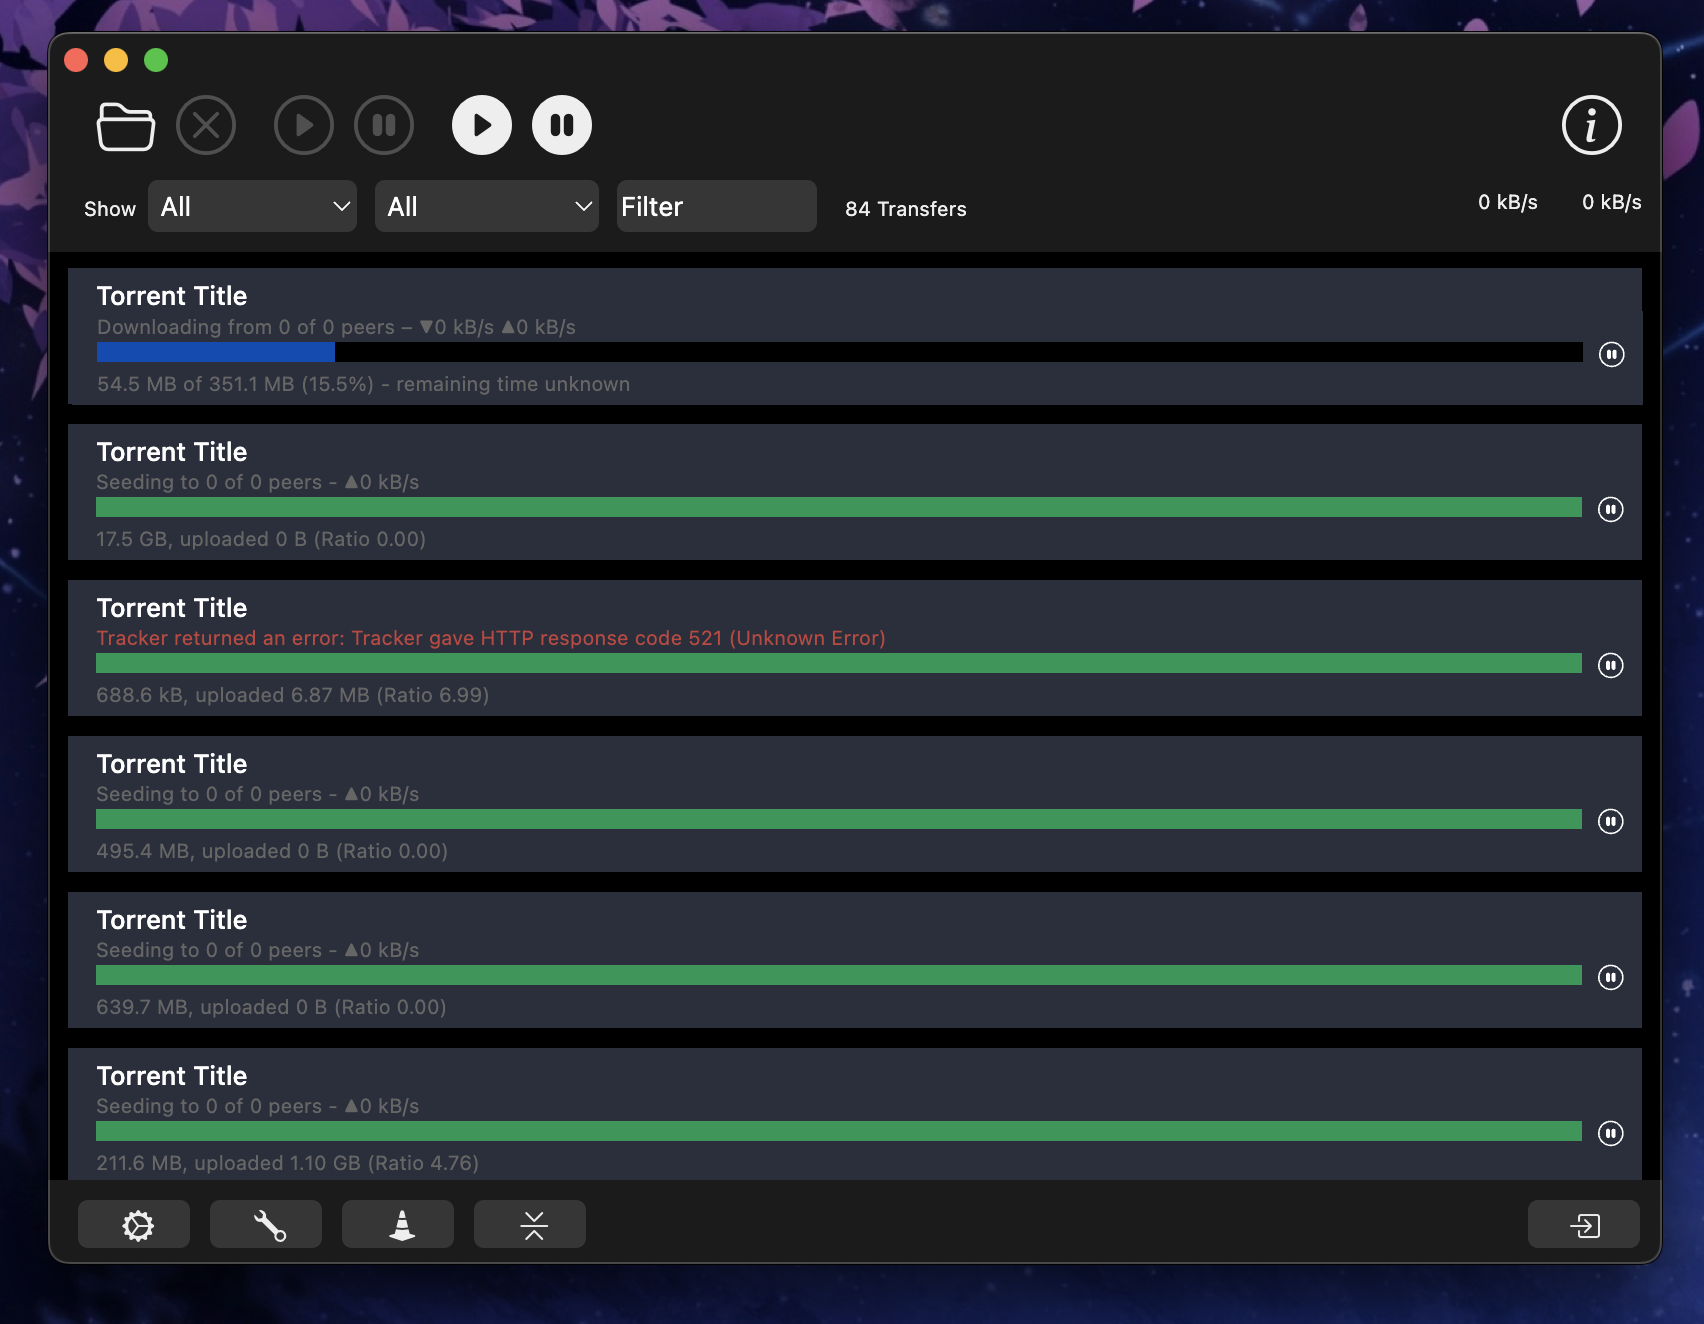 Show All All Filter 84 Transfers 0 kB/s 0 kB/s
Torrent Title
Downloading from 0 of 0 peers – ▼0 kB/s ▲0 kB/s
54.5 MB of 351.1 MB (15.5%) - remaining time unknown
Torrent Title
Seeding to 0 of 0 peers - ▲0 kB/s
17.5 GB, uploaded 0 B (Ratio 0.00)
Torrent Title
Tracker returned an error: Tracker gave HTTP response code 521 (Unknown Error)
688.6 kB, uploaded 6.87 MB (Ratio 6.99)
Torrent Title
Seeding to 0 of 0 peers - ▲0 kB/s
495.4 MB, uploaded 0 B (Ratio 0.00)
Torrent Title
Seeding to 0 of 0 peers - ▲0 kB/s
639.7 MB, uploaded 0 B (Ratio 0.00)
Torrent Title
Seeding to 0 of 0 peers - ▲0 kB/s
211.6 MB, uploaded 1.10 GB (Ratio 4.76)